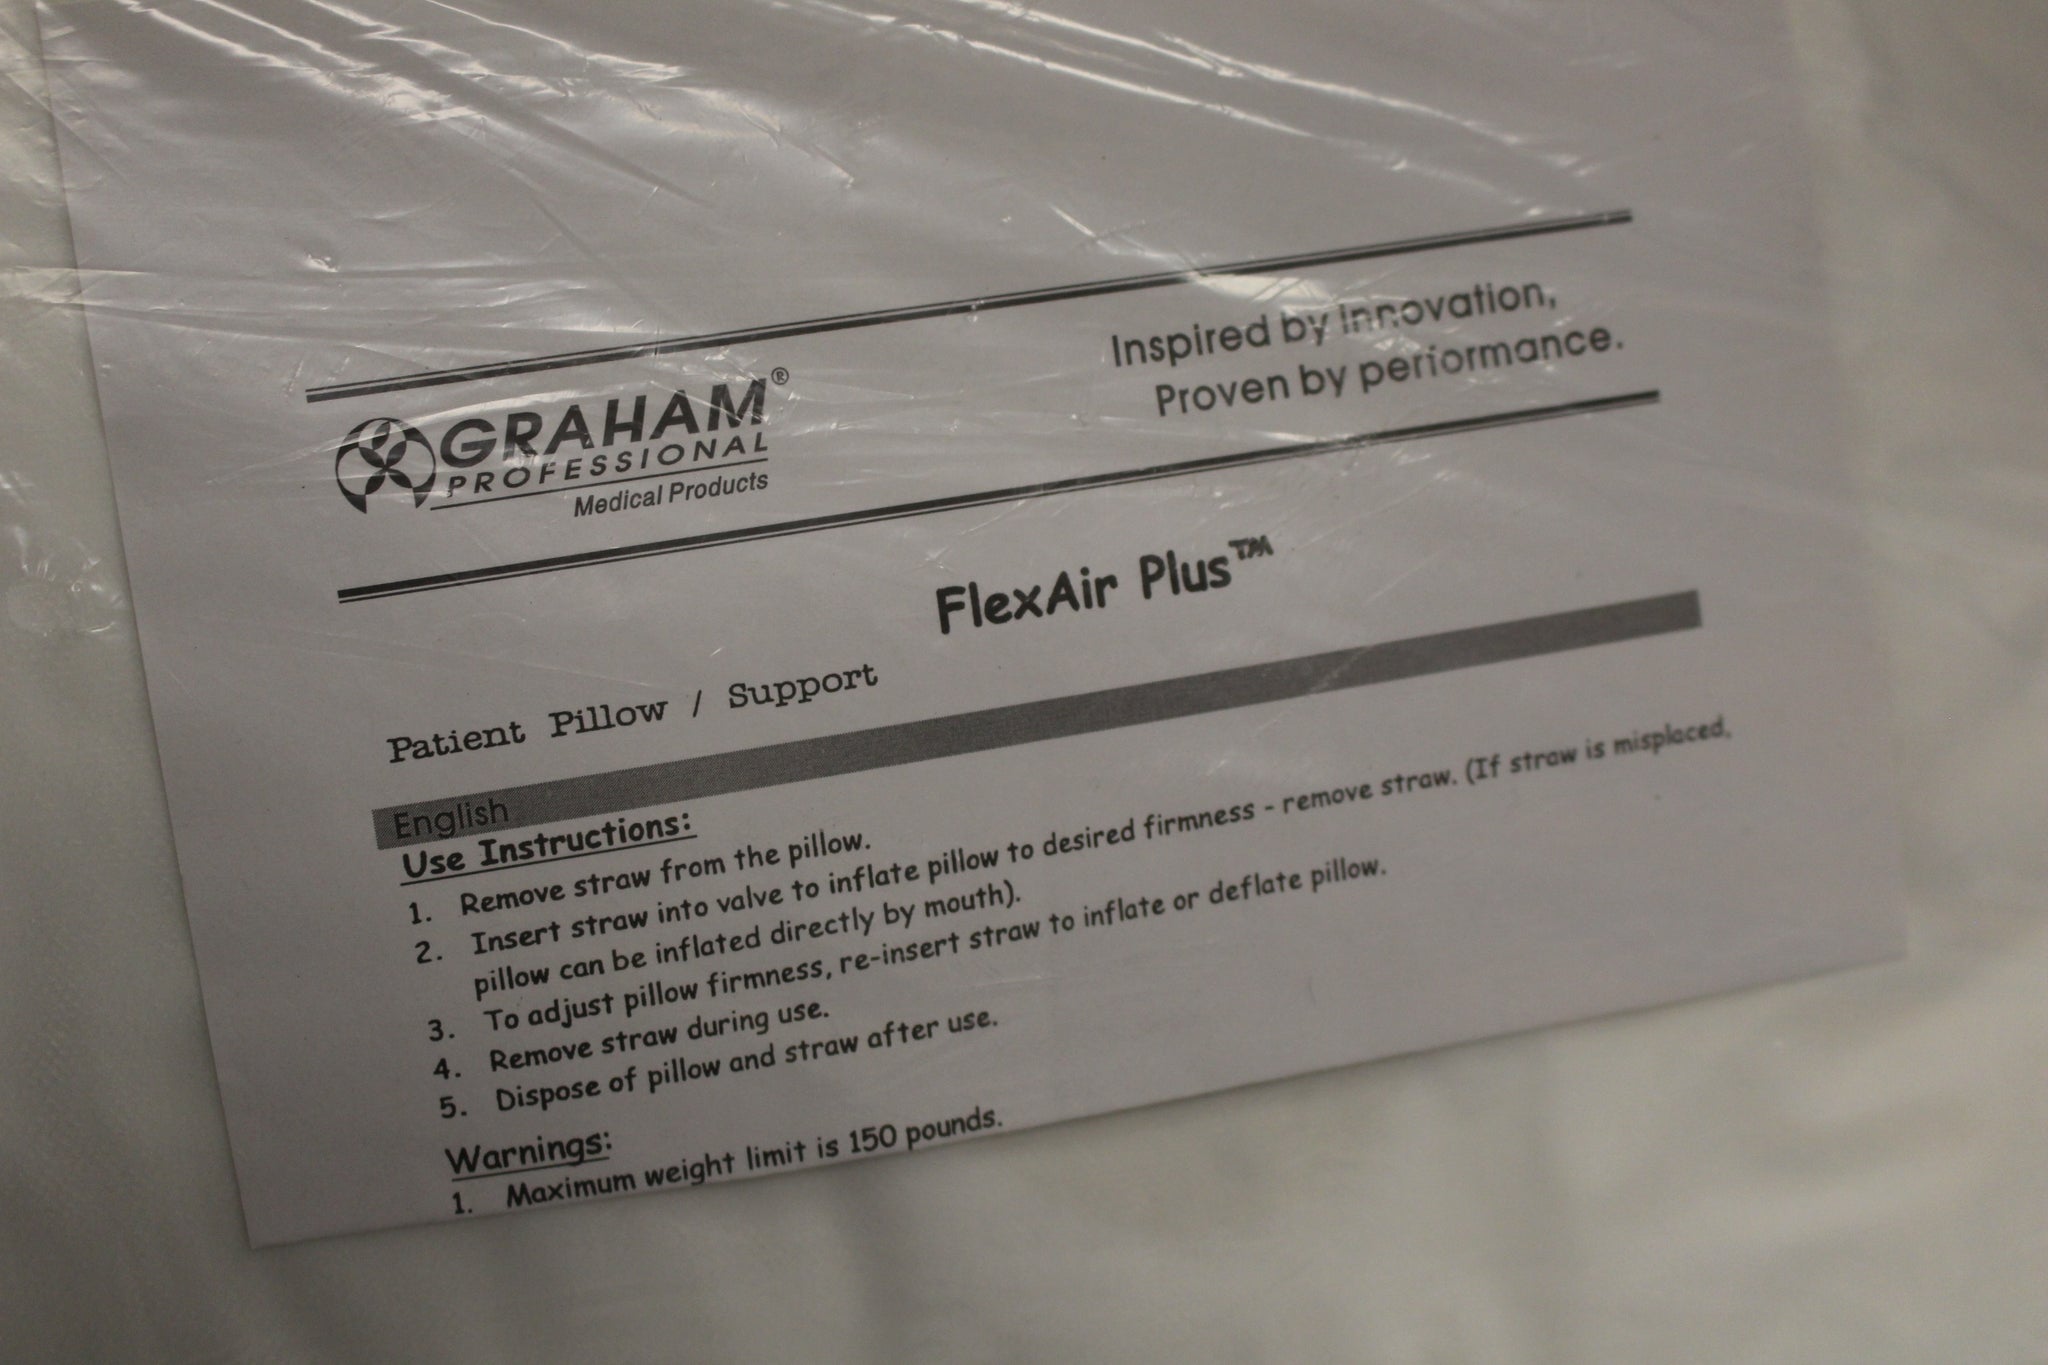 GRAHAM®
PROFESSIONAL
Medical Products
Inspired by innovation,
Proven by performance.
FlexAir Plus™
Patient Pillow / Support
English
Use Instructions:
1. Remove straw from the pillow.
2. Insert straw into valve to inflate pillow to desired firmness - remove straw. (If straw is misplaced,
pillow can be inflated directly by mouth).
3. To adjust pillow firmness, re-insert straw to inflate or deflate pillow.
4. Remove straw during use.
5. Dispose of pillow and straw after use.
Warnings:
1. Maximum weight limit is 150 pounds.